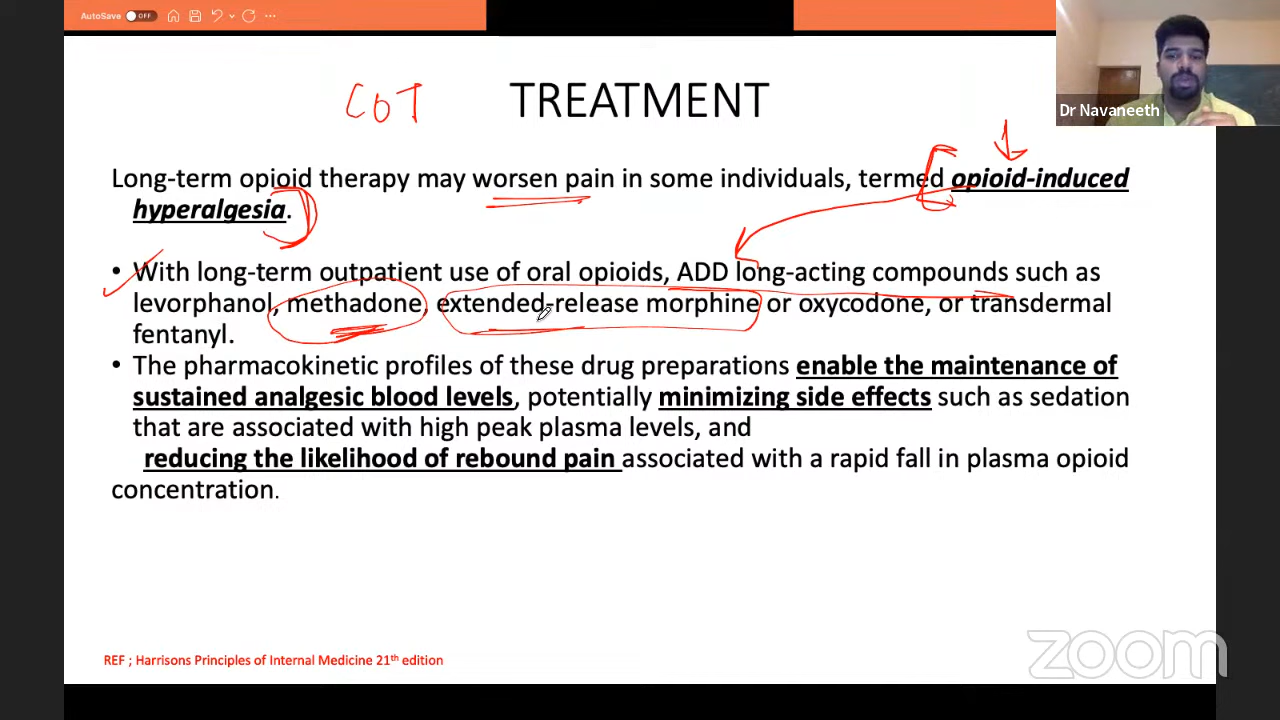 AutoSave OFF
COT
TREATMENT
Dr Navaneeth
Long-term opioid therapy may worsen pain in some individuals, termed opioid-induced
hyperalgesia.
• With long-term outpatient use of oral opioids, ADD long-acting compounds such as
levorphanol, methadone, extended-release morphine or oxycodone, or transdermal
fentanyl.
• The pharmacokinetic profiles of these drug preparations enable the maintenance of
sustained analgesic blood levels, potentially minimizing side effects such as sedation
that are associated with high peak plasma levels, and
reducing the likelihood of rebound pain associated with a rapid fall in plasma opioid
concentration.
REF ; Harrisons Principles of Internal Medicine 21th edition
zoom